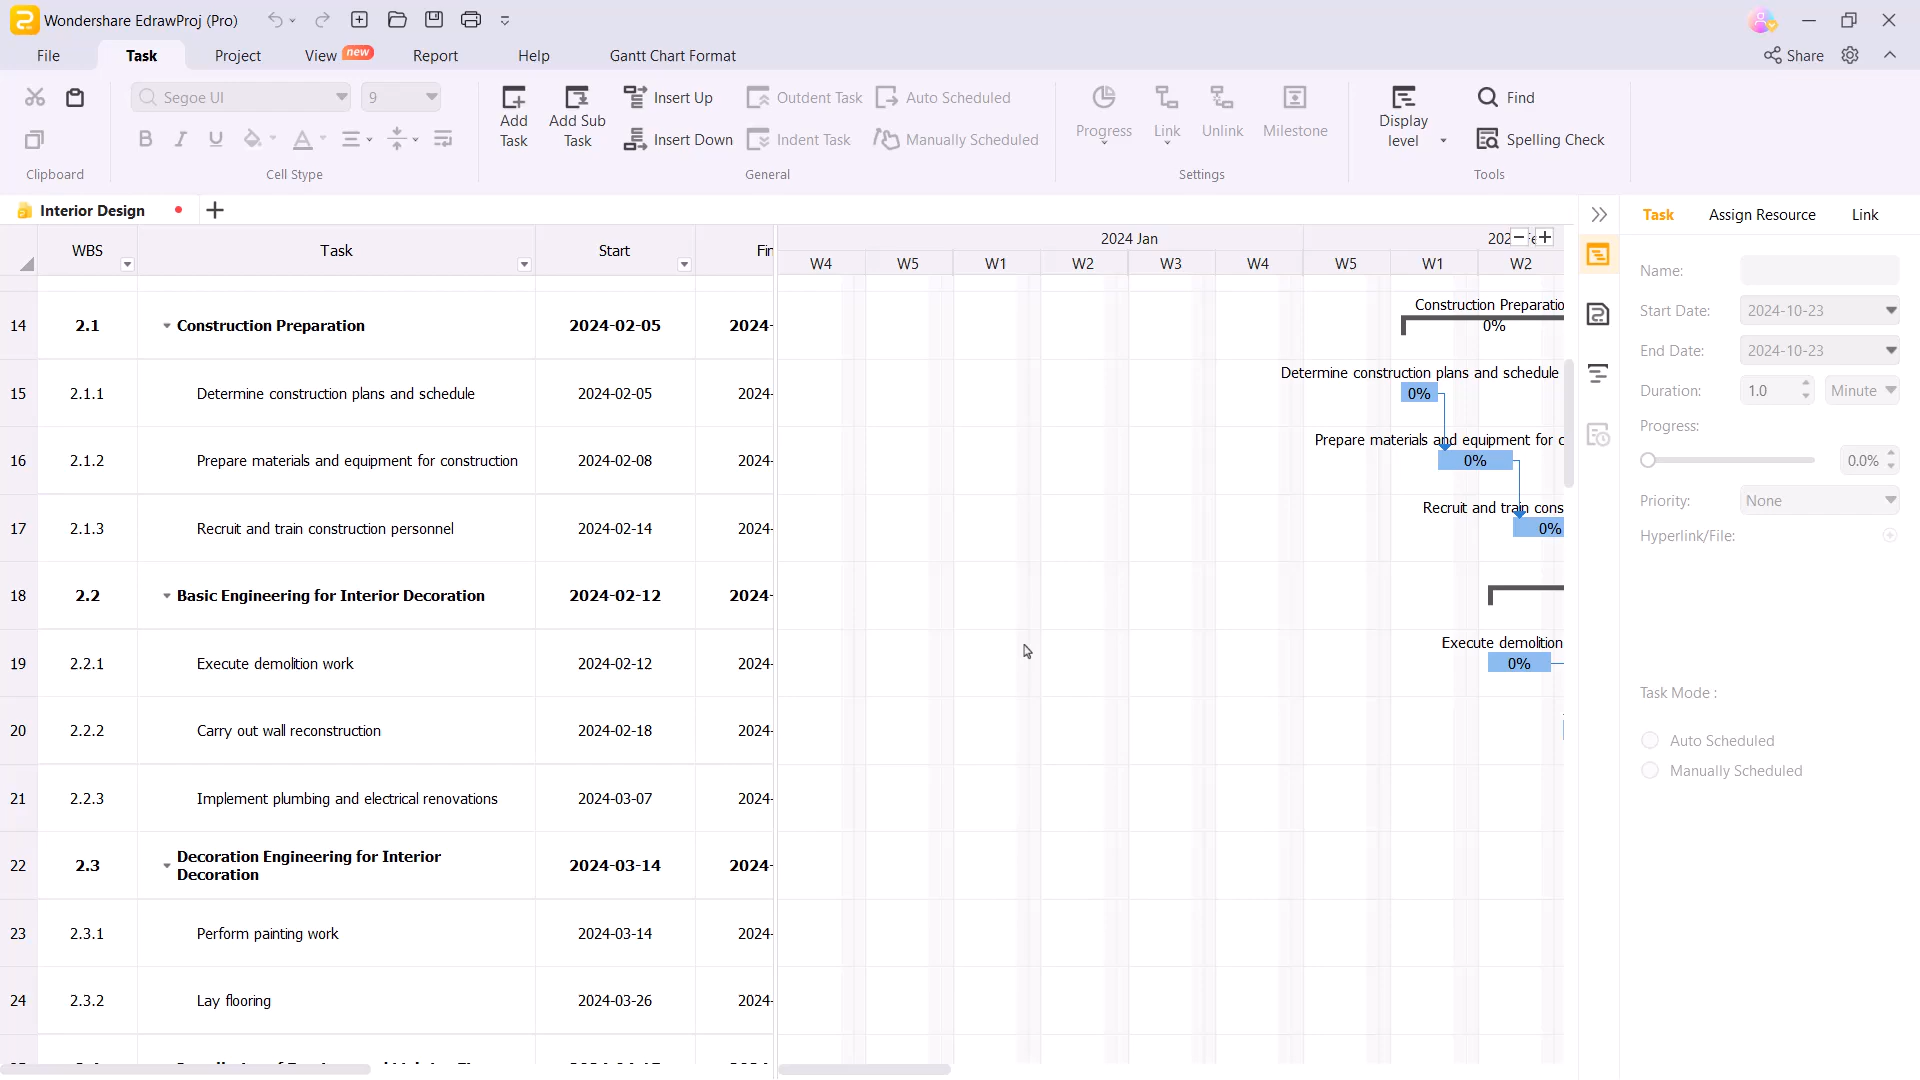 Wondershare EdrawProj (Pro)
File
Task
Project
View
new
Report
Help
Gantt Chart Format
Share
Segoe UI
9
B
I
U
A
Clipboard
Cell Stype
Add Task
Add Sub Task
Insert Up
Insert Down
Outdent Task
Indent Task
Auto Scheduled
Manually Scheduled
General
Progress
Link
Unlink
Milestone
Settings
Display level
Find
Spelling Check
Tools
Interior Design
WBS
Task
Start
Fin
2024 Jan
W4 W5 W1 W2 W3 W4 W5 W1 W2
14 2.1 Construction Preparation 2024-02-05 2024-
15 2.1.1 Determine construction plans and schedule 2024-02-05 2024-
16 2.1.2 Prepare materials and equipment for construction 2024-02-08 2024-
17 2.1.3 Recruit and train construction personnel 2024-02-14 2024-
18 2.2 Basic Engineering for Interior Decoration 2024-02-12 2024-
19 2.2.1 Execute demolition work 2024-02-12 2024-
20 2.2.2 Carry out wall reconstruction 2024-02-18 2024-
21 2.2.3 Implement plumbing and electrical renovations 2024-03-07 2024-
22 2.3 Decoration Engineering for Interior Decoration 2024-03-14 2024-
23 2.3.1 Perform painting work 2024-03-14 2024-
24 2.3.2 Lay flooring 2024-03-26 2024-
Construction Preparatio
0%
Determine construction plans and schedule
0%
Prepare materials and equipment for c
0%
Recruit and train cons
0%
Execute demolition
0%
Task
Assign Resource
Link
Name:
Start Date: 2024-10-23
End Date: 2024-10-23
Duration: 1.0 Minute
Progress:
0.0%
Priority: None
Hyperlink/File:
Task Mode :
Auto Scheduled
Manually Scheduled